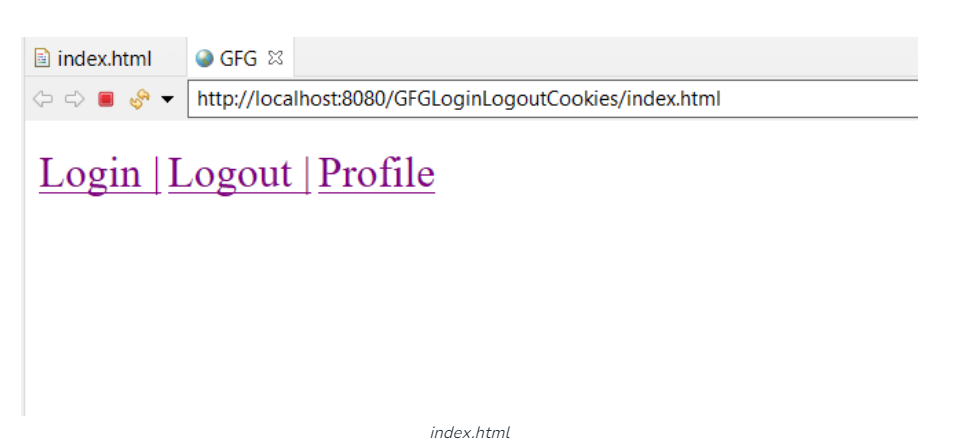 index.html GFG
http://localhost:8080/GFGLoginLogoutCookies/index.html
Login | Logout | Profile
index.html